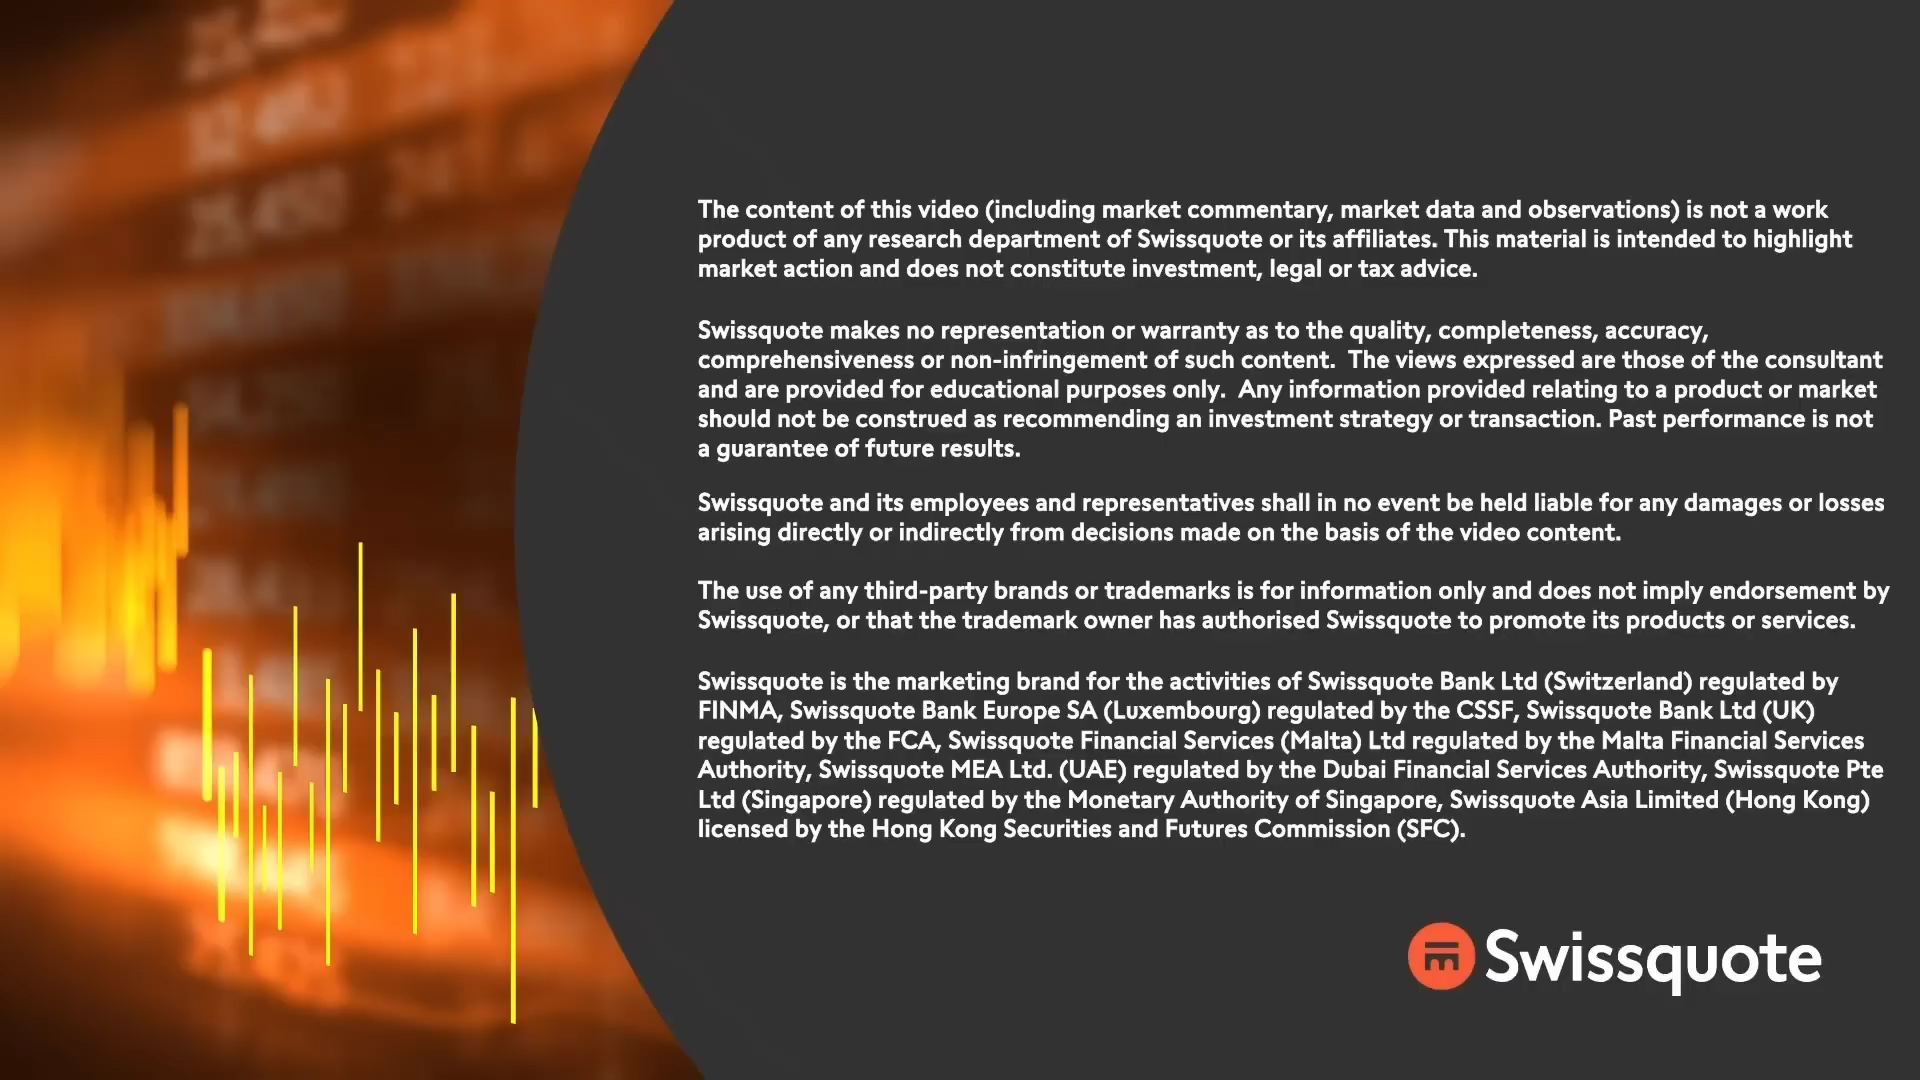 The content of this video (including market commentary, market data and observations) is not a work
product of any research department of Swissquote or its affiliates. This material is intended to highlight
market action and does not constitute investment, legal or tax advice.
Swissquote makes no representation or warranty as to the quality, completeness, accuracy,
comprehensiveness or non-infringement of such content. The views expressed are those of the consultant
and are provided for educational purposes only. Any information provided relating to a product or market
should not be construed as recommending an investment strategy or transaction. Past performance is not
a guarantee of future results.
Swissquote and its employees and representatives shall in no event be held liable for any damages or losses
arising directly or indirectly from decisions made on the basis of the video content.
The use of any third-party brands or trademarks is for information only and does not imply endorsement by
Swissquote, or that the trademark owner has authorised Swissquote to promote its products or services.
Swissquote is the marketing brand for the activities of Swissquote Bank Ltd (Switzerland) regulated by
FINMA, Swissquote Bank Europe SA (Luxembourg) regulated by the CSSF, Swissquote Bank Ltd (UK)
regulated by the FCA, Swissquote Financial Services (Malta) Ltd regulated by the Malta Financial Services
Authority, Swissquote MEA Ltd. (UAE) regulated by the Dubai Financial Services Authority, Swissquote Pte
Ltd (Singapore) regulated by the Monetary Authority of Singapore, Swissquote Asia Limited (Hong Kong)
licensed by the Hong Kong Securities and Futures Commission (SFC).
Swissquote